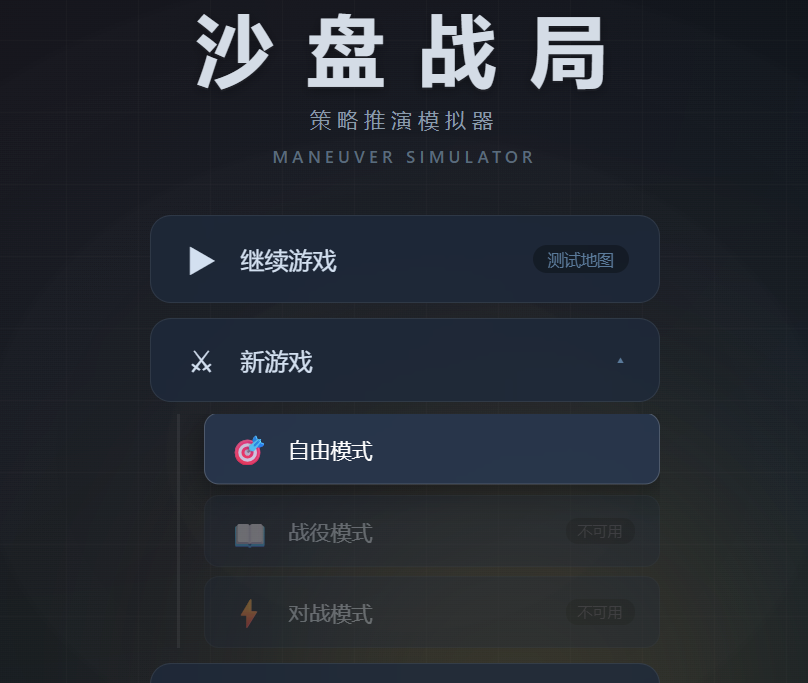 沙盘战局
策略推演模拟器
MANEUVER SIMULATOR
继续游戏 测试地图
新游戏
自由模式
战役模式 不可用
对战模式 不可用